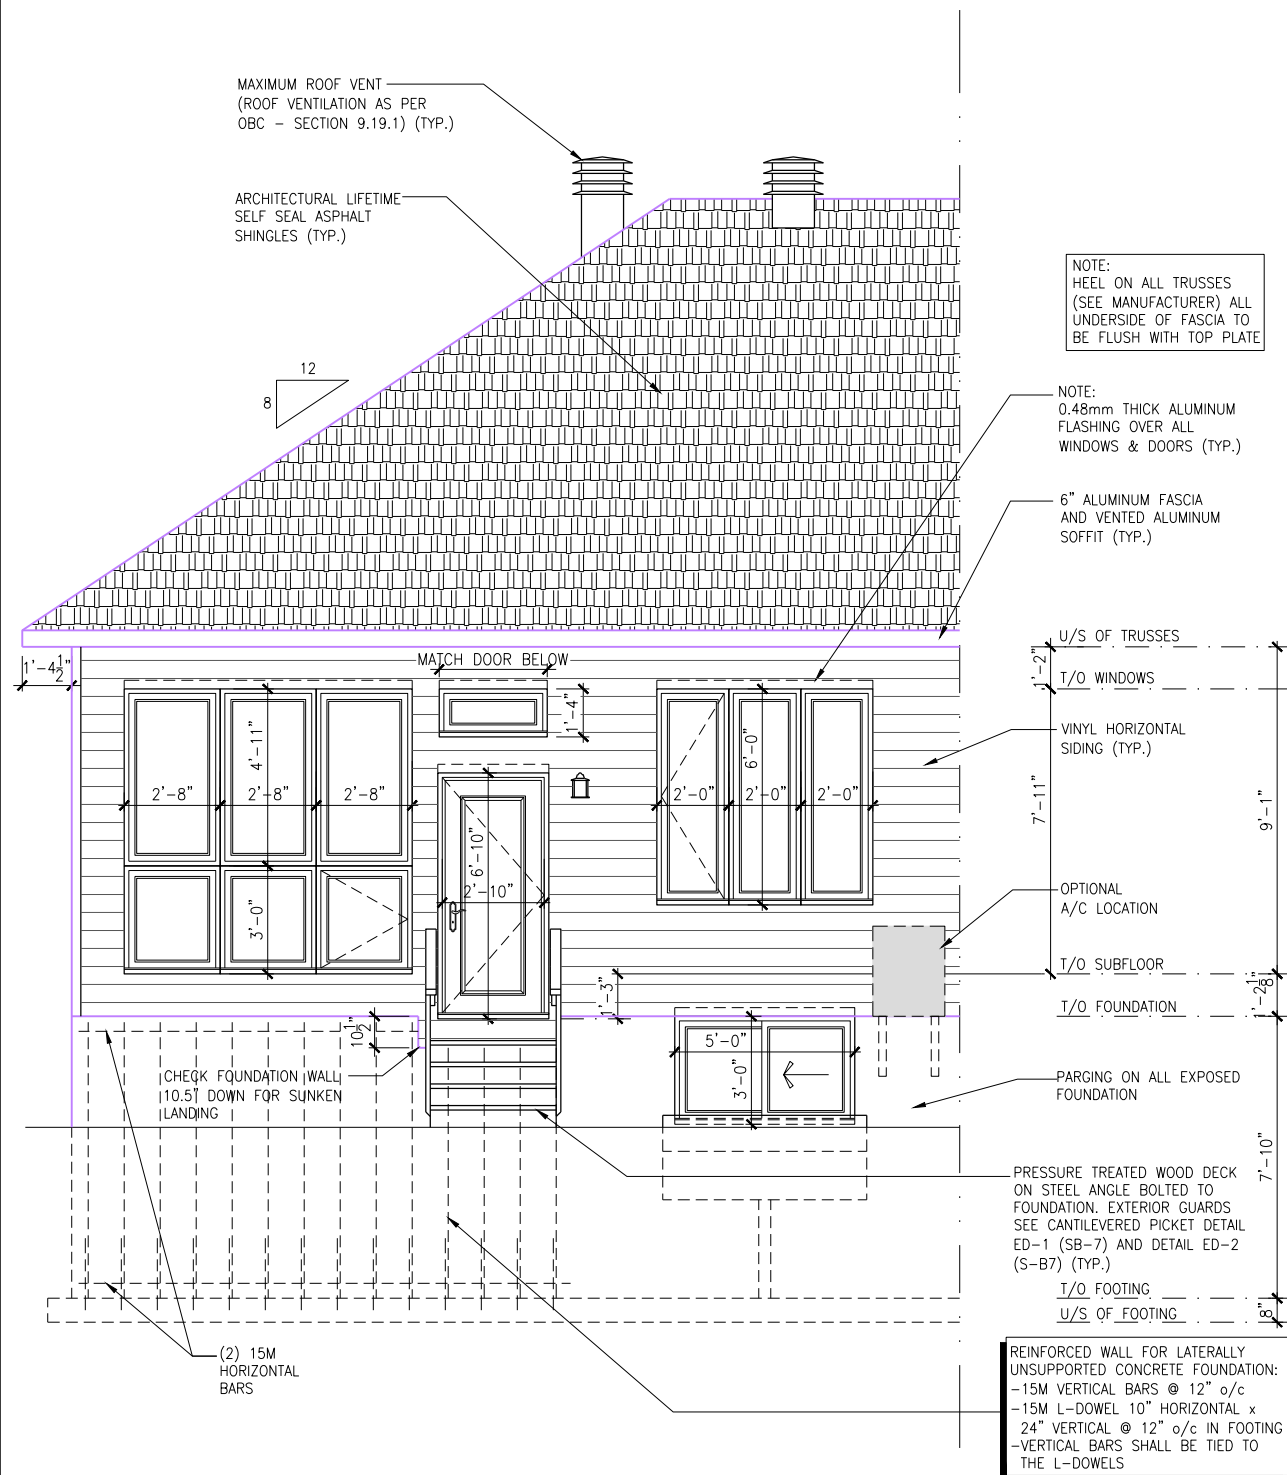 MAXIMUM ROOF VENT
(ROOF VENTILATION AS PER
OBC – SECTION 9.19.1) (TYP.)
ARCHITECTURAL LIFETIME
SELF SEAL ASPHALT
SHINGLES (TYP.)
NOTE:
HEEL ON ALL TRUSSES
(SEE MANUFACTURER) ALL
UNDERSIDE OF FASCIA TO
BE FLUSH WITH TOP PLATE
12
8
NOTE:
0.48mm THICK ALUMINUM
FLASHING OVER ALL
WINDOWS & DOORS (TYP.)
6" ALUMINUM FASCIA
AND VENTED ALUMINUM
SOFFIT (TYP.)
U/S OF TRUSSES
1'-4 1/2"
MATCH DOOR BELOW
1'-2"
T/O WINDOWS
1'-4"
4'-11"
6'-0"
VINYL HORIZONTAL
SIDING (TYP.)
2'-8"
2'-8"
2'-8"
2'-0"
2'-0"
2'-0"
7'-11"
9'-1"
6'-10"
2'-10"
OPTIONAL
A/C LOCATION
3'-0"
T/O SUBFLOOR
1'-3"
1'-2 1/8"
T/O FOUNDATION
10 1/2"
5'-0"
3'-0"
CHECK FOUNDATION WALL
10.5" DOWN FOR SUNKEN
LANDING
PARGING ON ALL EXPOSED
FOUNDATION
7'-10"
PRESSURE TREATED WOOD DECK
ON STEEL ANGLE BOLTED TO
FOUNDATION. EXTERIOR GUARDS
SEE CANTILEVERED PICKET DETAIL
ED-1 (SB-7) AND DETAIL ED-2
(S-B7) (TYP.)
T/O FOOTING
U/S OF FOOTING
8"
(2) 15M
HORIZONTAL
BARS
REINFORCED WALL FOR LATERALLY
UNSUPPORTED CONCRETE FOUNDATION:
-15M VERTICAL BARS @ 12" o/c
-15M L-DOWEL 10" HORIZONTAL x
24" VERTICAL @ 12" o/c IN FOOTING
-VERTICAL BARS SHALL BE TIED TO
THE L-DOWELS